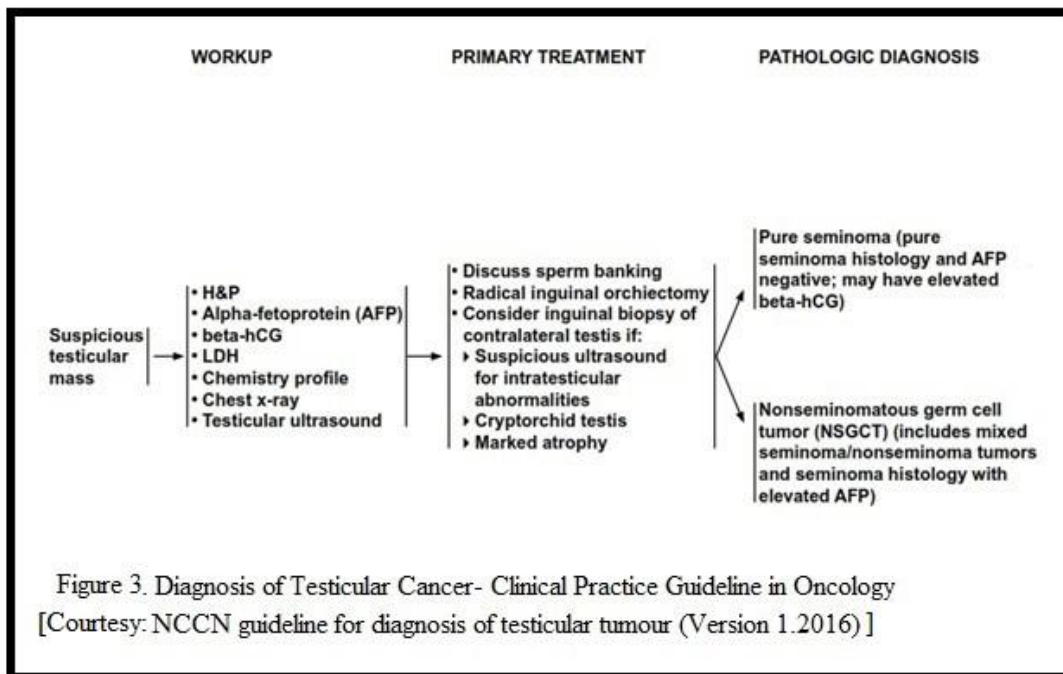 WORKUP
PRIMARY TREATMENT
PATHOLOGIC DIAGNOSIS
Suspicious
testicular
mass
• H&P
• Alpha-fetoprotein (AFP)
• beta-hCG
• LDH
• Chemistry profile
• Chest x-ray
• Testicular ultrasound
• Discuss sperm banking
• Radical inguinal orchiectomy
• Consider inguinal biopsy of
contralateral testis if:
▸ Suspicious ultrasound
for intratesticular
abnormalities
▸ Cryptorchid testis
▸ Marked atrophy
Pure seminoma (pure
seminoma histology and AFP
negative; may have elevated
beta-hCG)
Nonseminomatous germ cell
tumor (NSGCT) (includes mixed
seminoma/nonseminoma tumors
and seminoma histology with
elevated AFP)
Figure 3. Diagnosis of Testicular Cancer- Clinical Practice Guideline in Oncology
[Courtesy: NCCN guideline for diagnosis of testicular tumour (Version 1.2016) ]